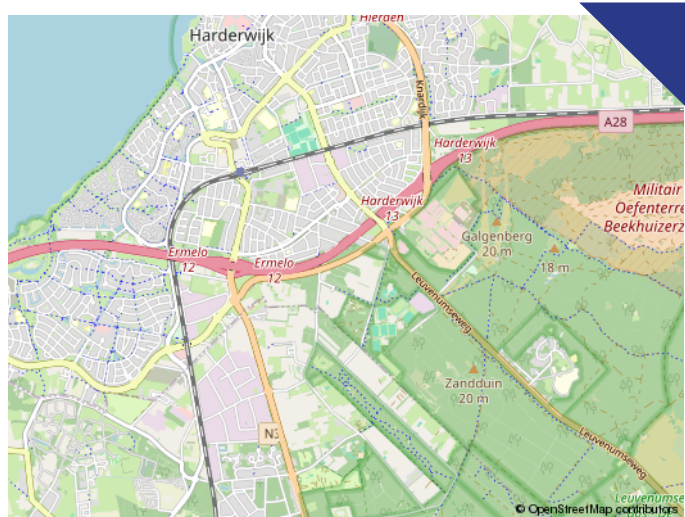 Hierden
Harderwijk
Knardijk
A28
Harderwijk
13
Militair
Oefenterre
Beekhuizerz
Harderwijk
13
Galgenberg
20 m
18 m
Ermelo
12
Ermelo
12
Leuvenumseweg
Zandduin
20 m
N3
Leuvenumseweg
Leuvenums
© OpenStreetMap contributors